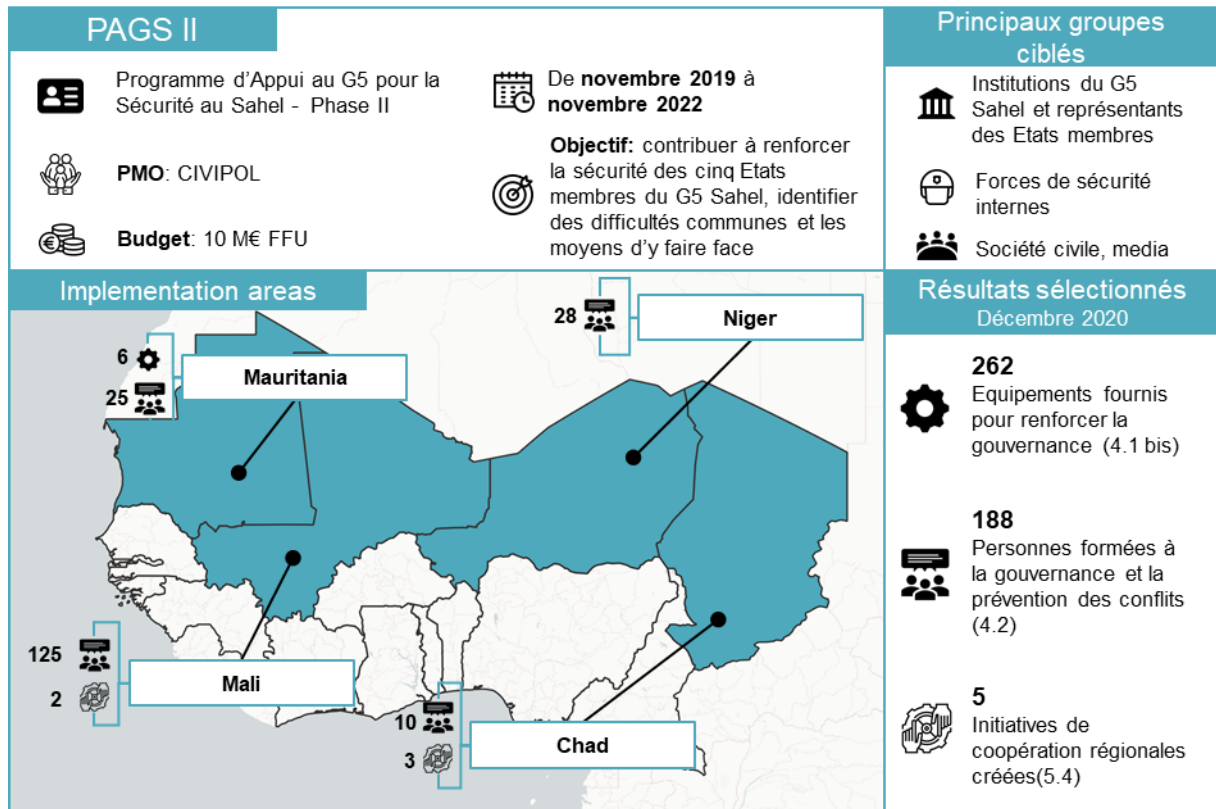 PAGS II
Programme d'Appui au G5 pour la
Sécurité au Sahel - Phase II
PMO: CIVIPOL
Budget: 10 M€ FFU
De novembre 2019 à
novembre 2022
Objectif: contribuer à renforcer
la sécurité des cinq Etats
membres du G5 Sahel, identifier
des difficultés communes et les
moyens d'y faire face
Principaux groupes
ciblés
Institutions du G5
Sahel et représentants
des Etats membres
Forces de sécurité
internes
Société civile, media
Implementation areas
6
25
Mauritania
28
Niger
125
2
Mali
10
3
Chad
Résultats sélectionnés
Décembre 2020
262
Equipements fournis
pour renforcer la
gouvernance (4.1 bis)
188
Personnes formées à
la gouvernance et la
prévention des conflits
(4.2)
5
Initiatives de
coopération régionales
créées(5.4)